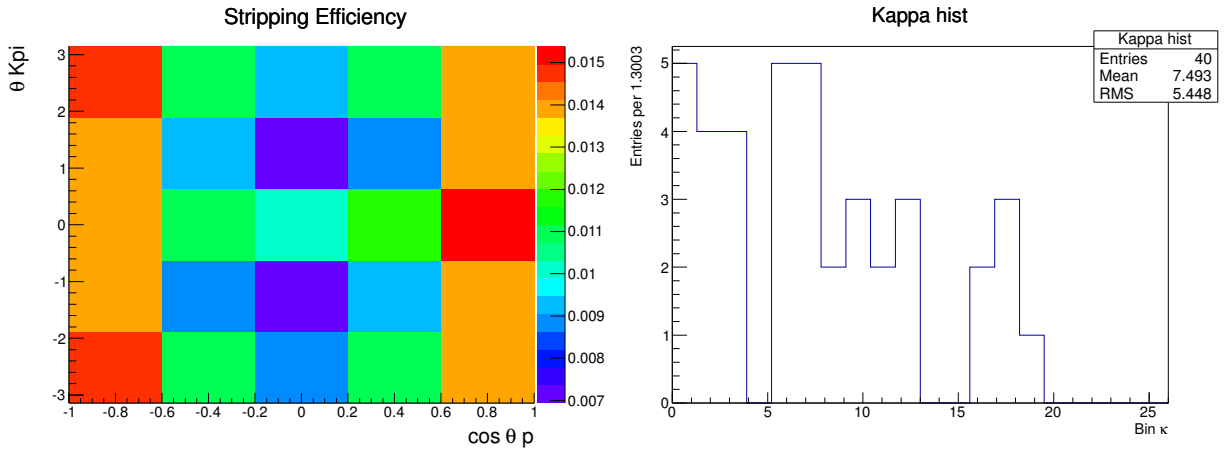 Stripping Efficiency
θ Kpi
3
2
1
0
-1
-2
-3
-1 -0.8 -0.6 -0.4 -0.2 0 0.2 0.4 0.6 0.8 1
cos θ p
0.015
0.014
0.013
0.012
0.011
0.01
0.009
0.008
0.007
Kappa hist
Kappa hist
Entries 40
Mean 7.493
RMS 5.448
Entries per 1.3003
5
4
3
2
1
0
0 5 10 15 20 25
Bin κ